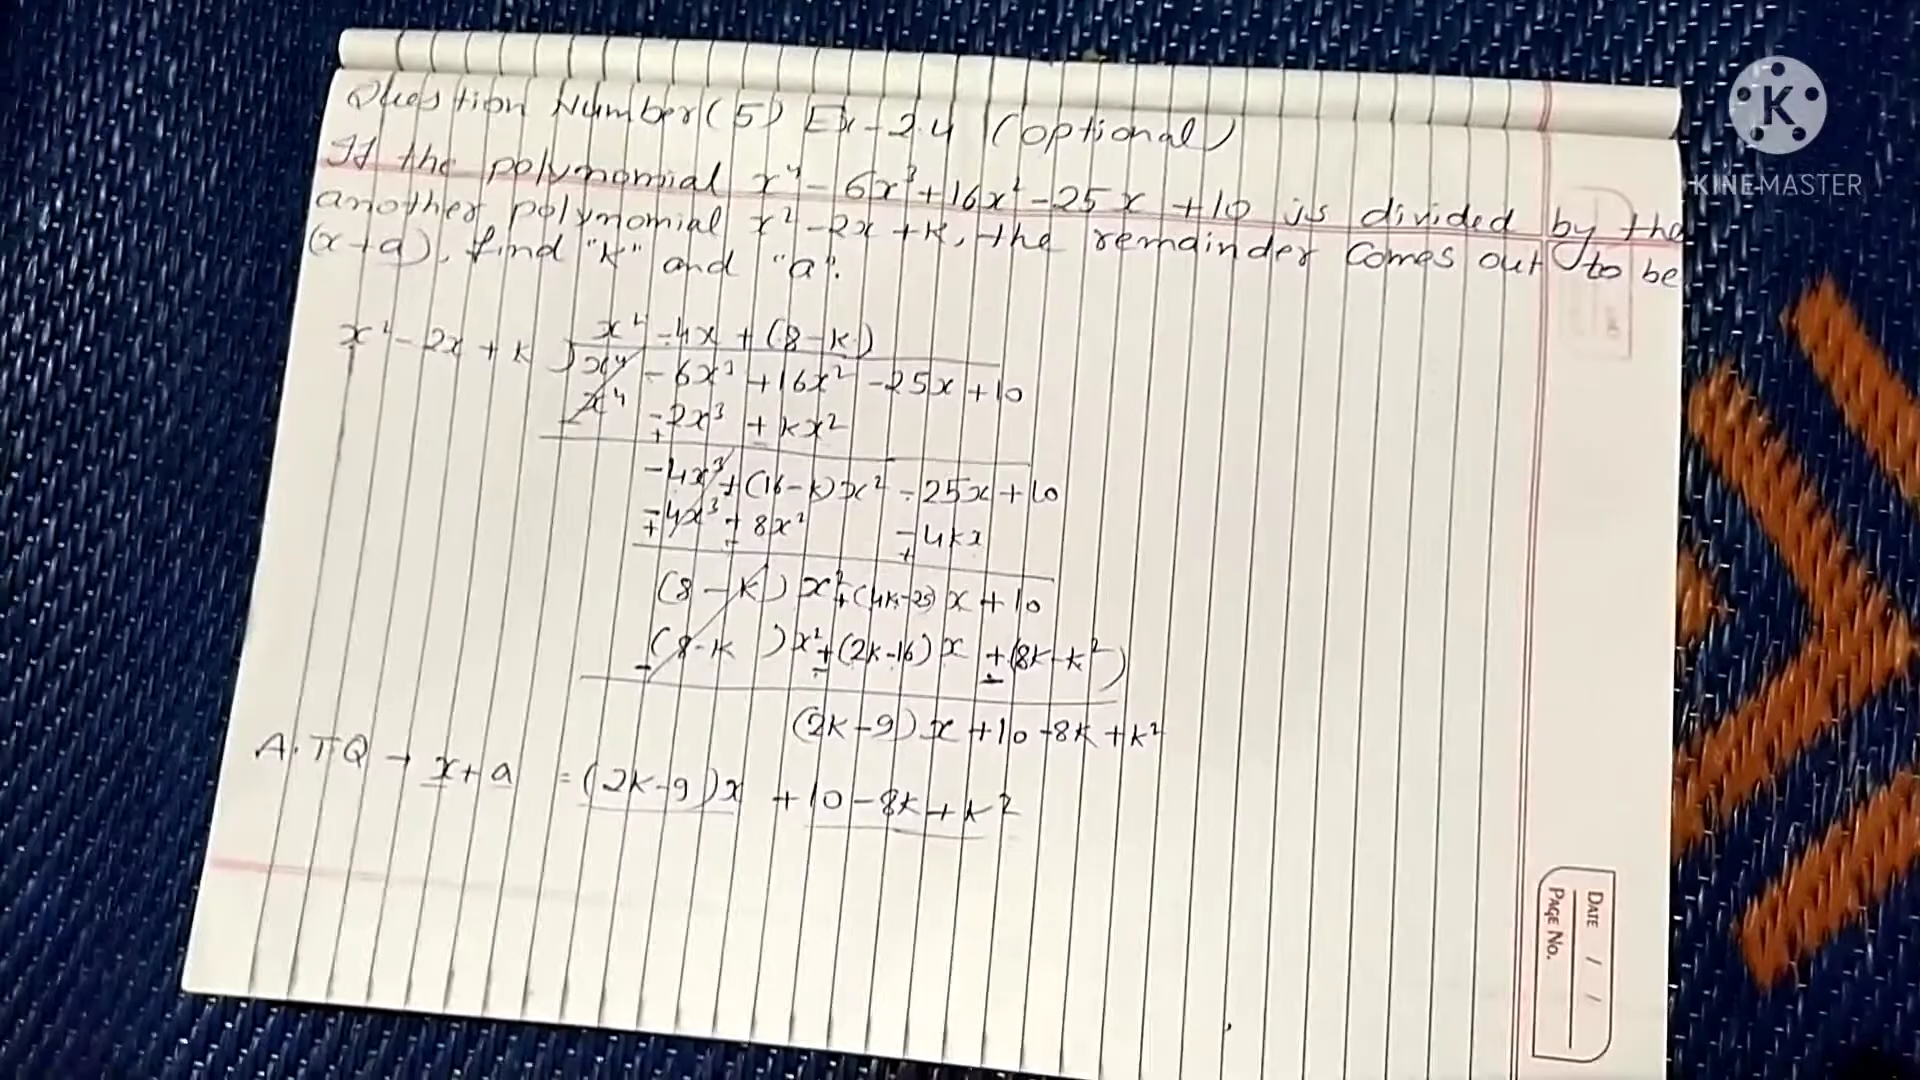 Question Number (5) Ex-2.4 (optional)
If the polynomial x⁴ - 6x³ + 16x² - 25x + 10 is divided by the
another polynomial x² - 2x + k, the remainder comes out to be
(x+a), find "k" and "a".
x² - 4x + (8-k)
x² - 2x + k ) x⁴ - 6x³ + 16x² - 25x + 10
x⁴ - 2x³ + kx²
- +
-4x³ + (16-k)x² - 25x + 10
-4x³ + 8x² - 4kx
+ - +
(8-k)x² + (4k-25)x + 10
(8-k)x² + (2k-16)x + (8k-k²)
- - -
(2k-9)x + 10 - 8k + k²
A.TQ → x+a = (2k-9)x + 10 - 8k + k²
K
KINEMASTER
DATE / /
PAGE NO.